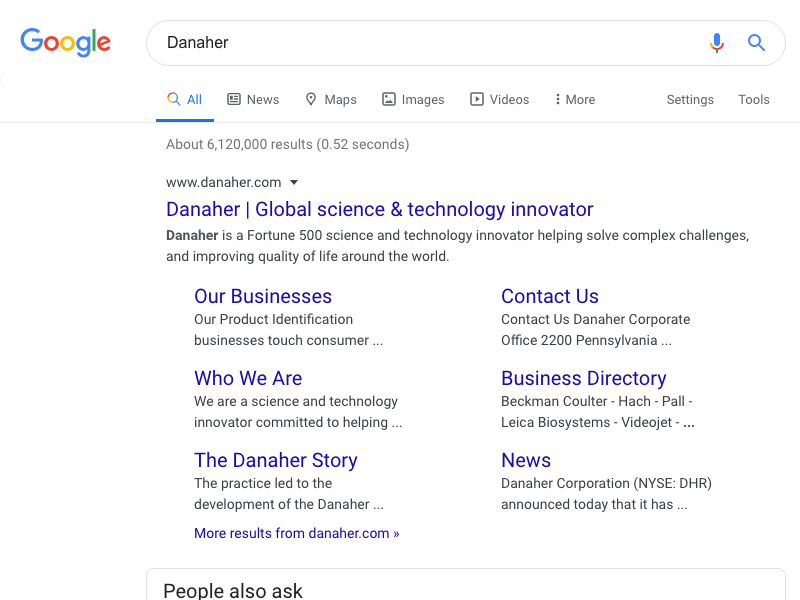 Google
Danaher
All News Maps Images Videos More Settings Tools
About 6,120,000 results (0.52 seconds)
www.danaher.com
Danaher | Global science & technology innovator
Danaher is a Fortune 500 science and technology innovator helping solve complex challenges,
and improving quality of life around the world.
Our Businesses
Our Product Identification
businesses touch consumer ...
Contact Us
Contact Us Danaher Corporate
Office 2200 Pennsylvania ...
Who We Are
We are a science and technology
innovator committed to helping ...
Business Directory
Beckman Coulter - Hach - Pall -
Leica Biosystems - Videojet - ...
The Danaher Story
The practice led to the
development of the Danaher ...
News
Danaher Corporation (NYSE: DHR)
announced today that it has ...
More results from danaher.com »
People also ask